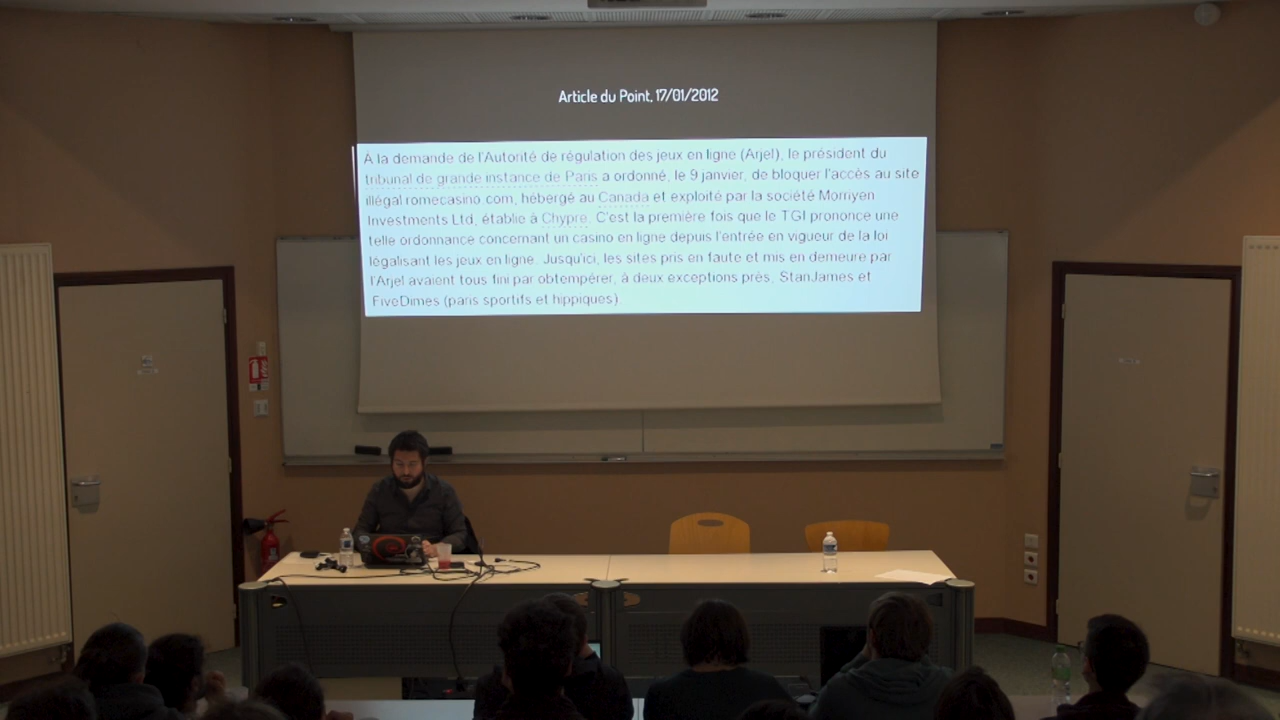 Article du Point, 17/01/2012
À la demande de l'Autorité de régulation des jeux en ligne (Arjel), le président du
tribunal de grande instance de Paris a ordonné, le 9 janvier, de bloquer l'accès au site
illégal romecasino.com, hébergé au Canada et exploité par la société Morriyen
Investments Ltd, établie à Chypre. C'est la première fois que le TGI prononce une
telle ordonnance concernant un casino en ligne depuis l'entrée en vigueur de la loi
légalisant les jeux en ligne. Jusqu'ici, les sites pris en faute et mis en demeure par
l'Arjel avaient tous fini par obtempérer, à deux exceptions près, StanJames et
FiveDimes (paris sportifs et hippiques)